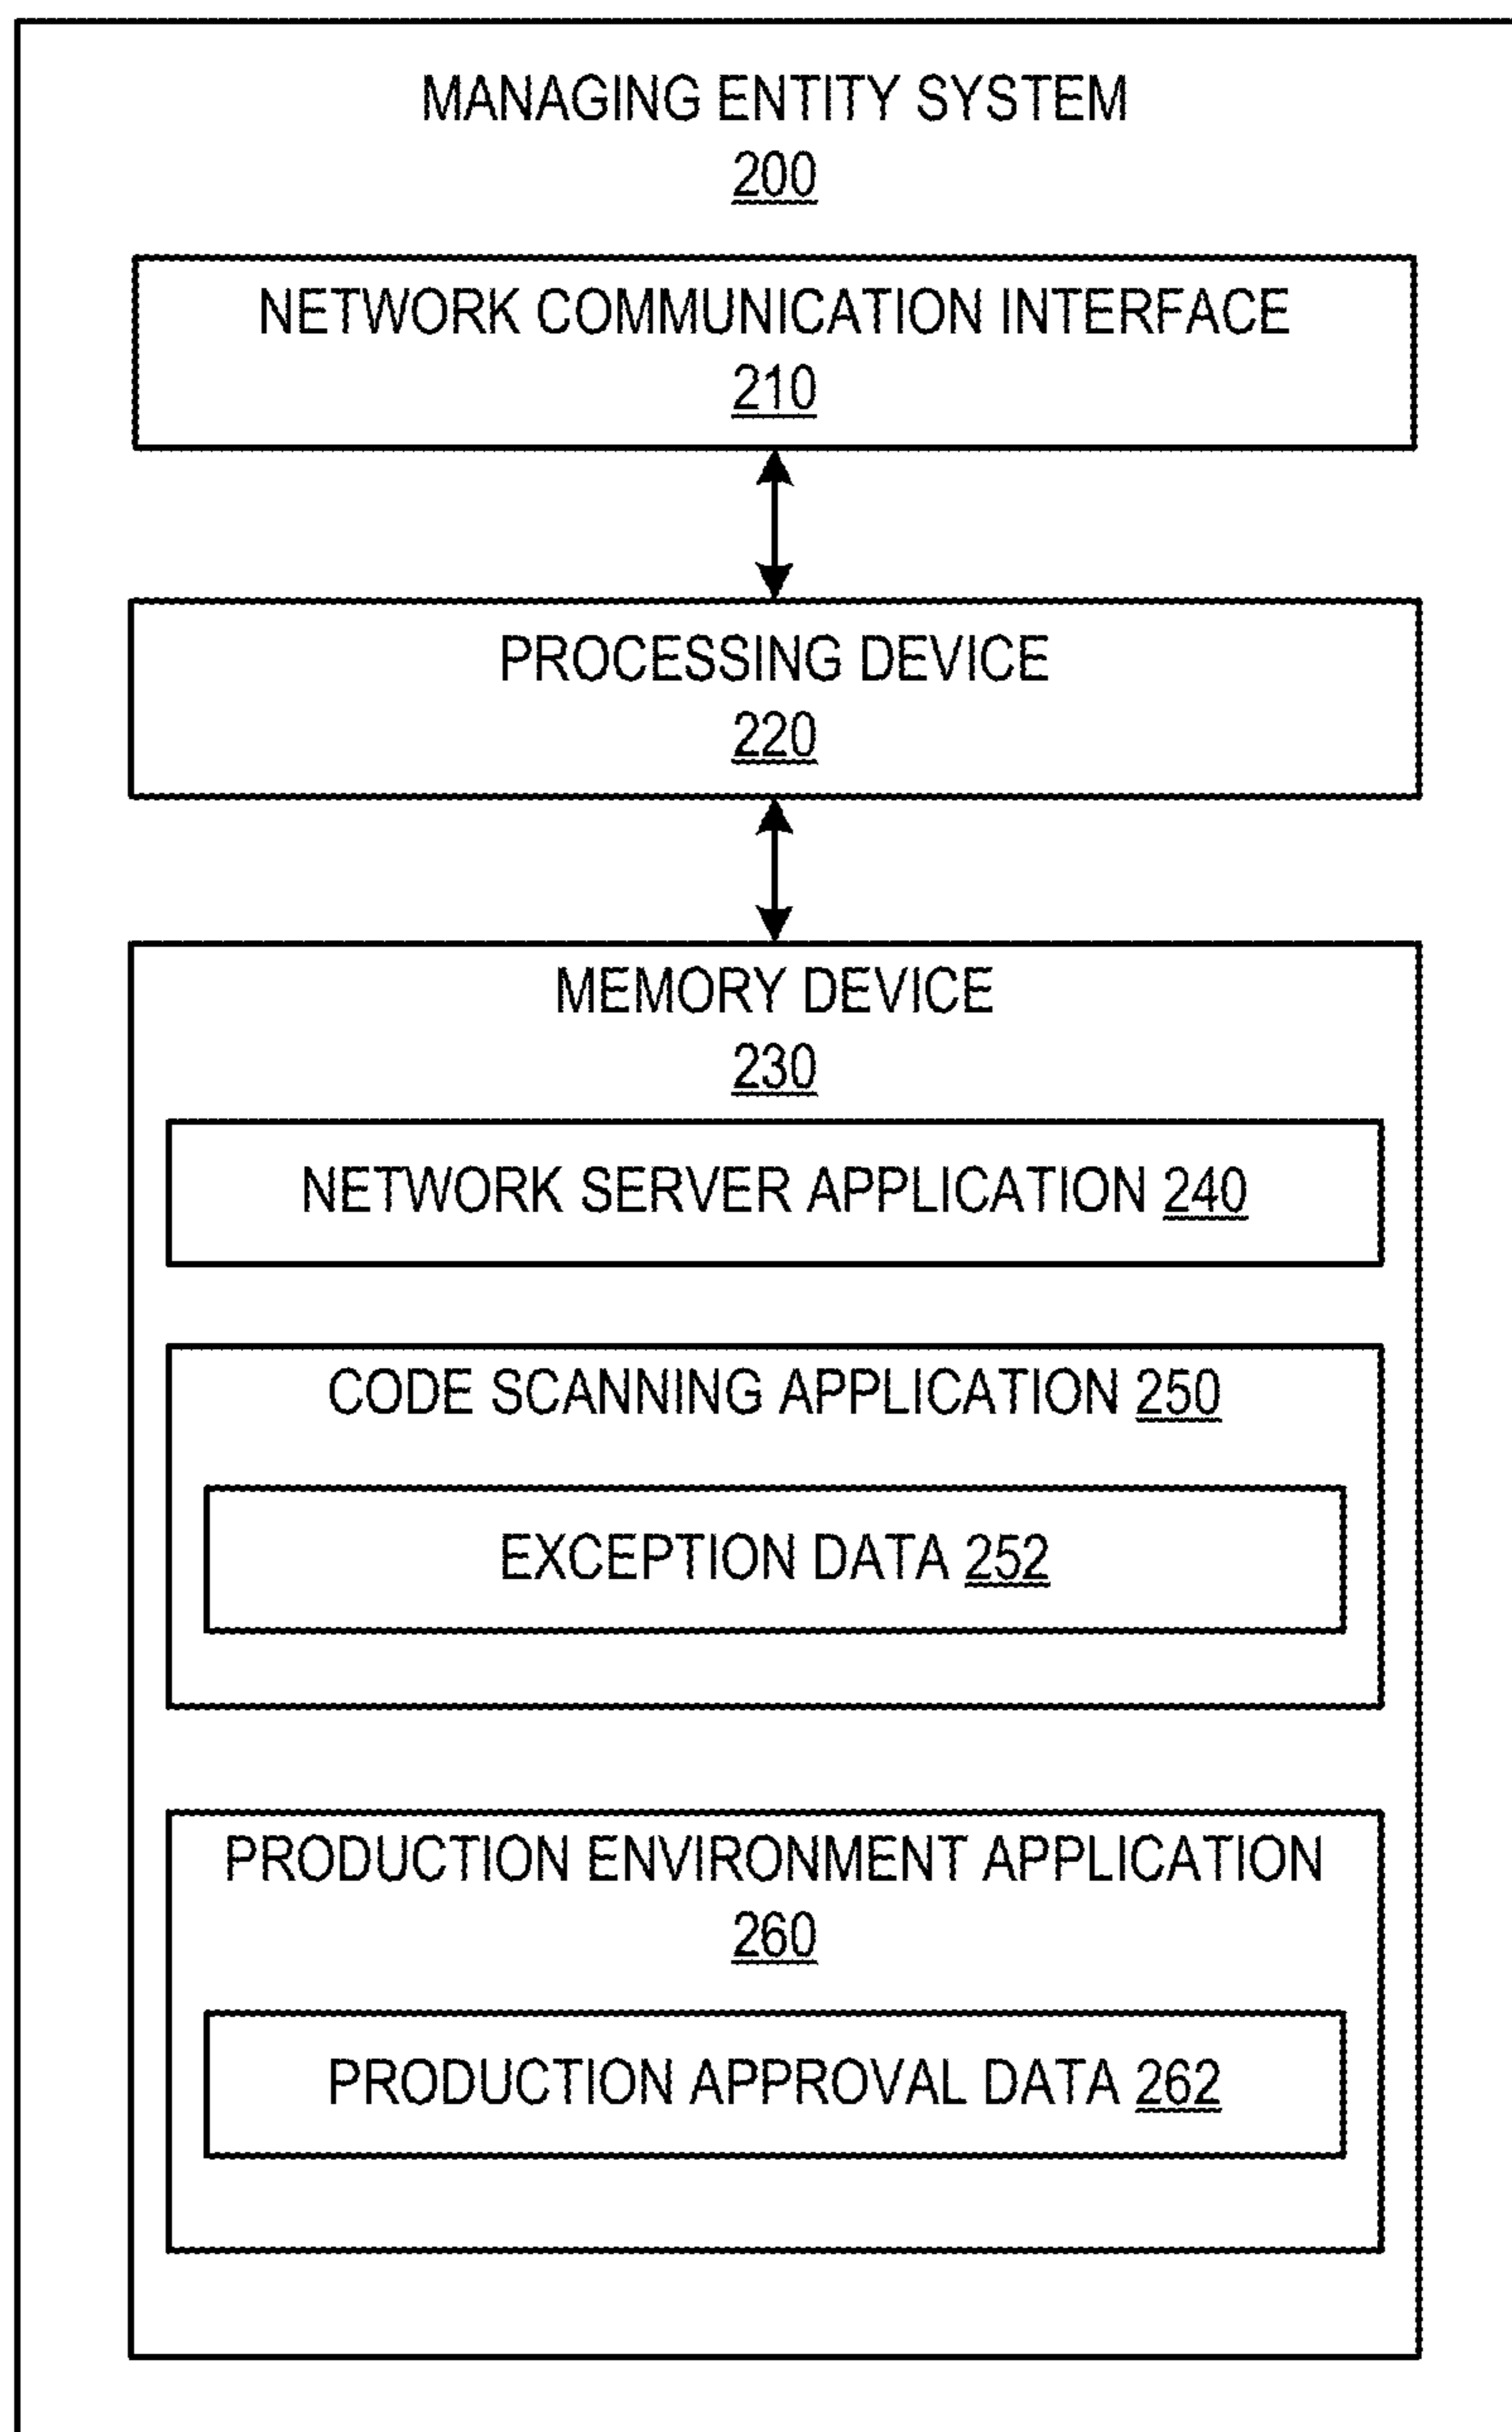 MANAGING ENTITY SYSTEM
200
NETWORK COMMUNICATION INTERFACE
210
PROCESSING DEVICE
220
MEMORY DEVICE
230
NETWORK SERVER APPLICATION 240
CODE SCANNING APPLICATION 250
EXCEPTION DATA 252
PRODUCTION ENVIRONMENT APPLICATION
260
PRODUCTION APPROVAL DATA 262